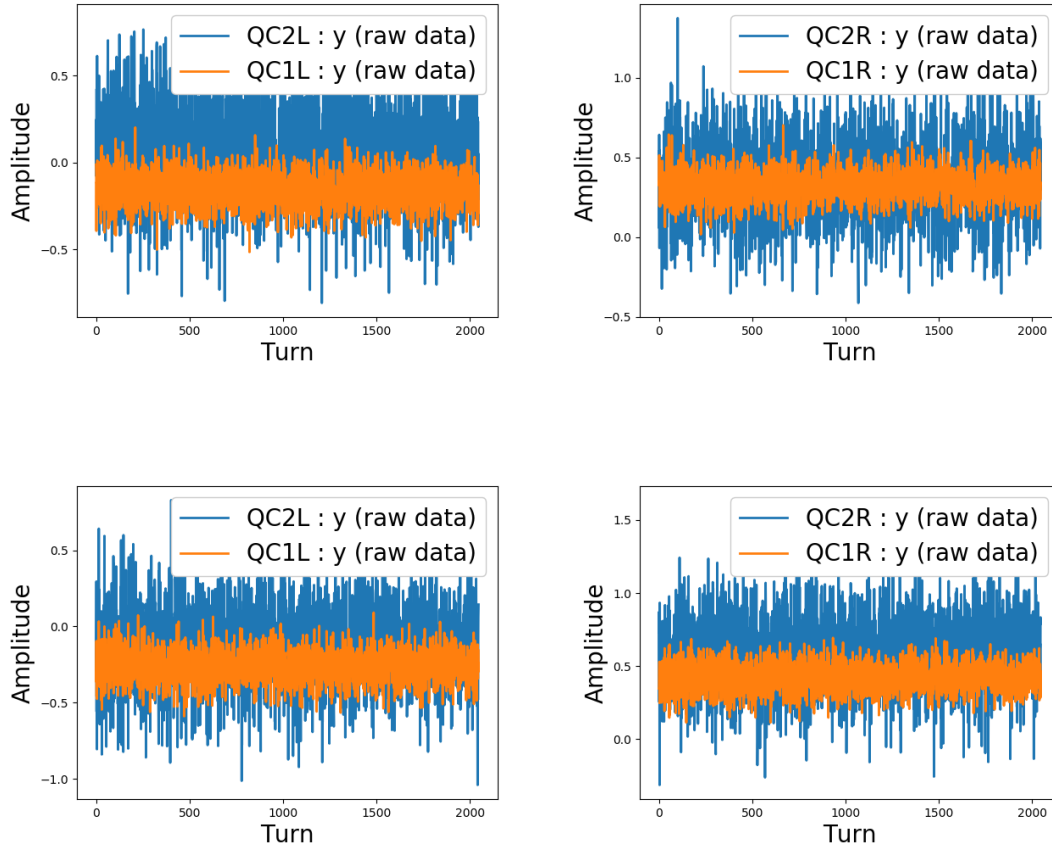 QC2L : y (raw data)
QC1L : y (raw data)
0.5
0.0
−0.5
Amplitude
0
500
1000
1500
2000
Turn
QC2R : y (raw data)
QC1R : y (raw data)
1.0
0.5
0.0
−0.5
Amplitude
0
500
1000
1500
2000
Turn
QC2L : y (raw data)
QC1L : y (raw data)
0.5
0.0
−0.5
−1.0
Amplitude
0
500
1000
1500
2000
Turn
QC2R : y (raw data)
QC1R : y (raw data)
1.5
1.0
0.5
0.0
Amplitude
0
500
1000
1500
2000
Turn